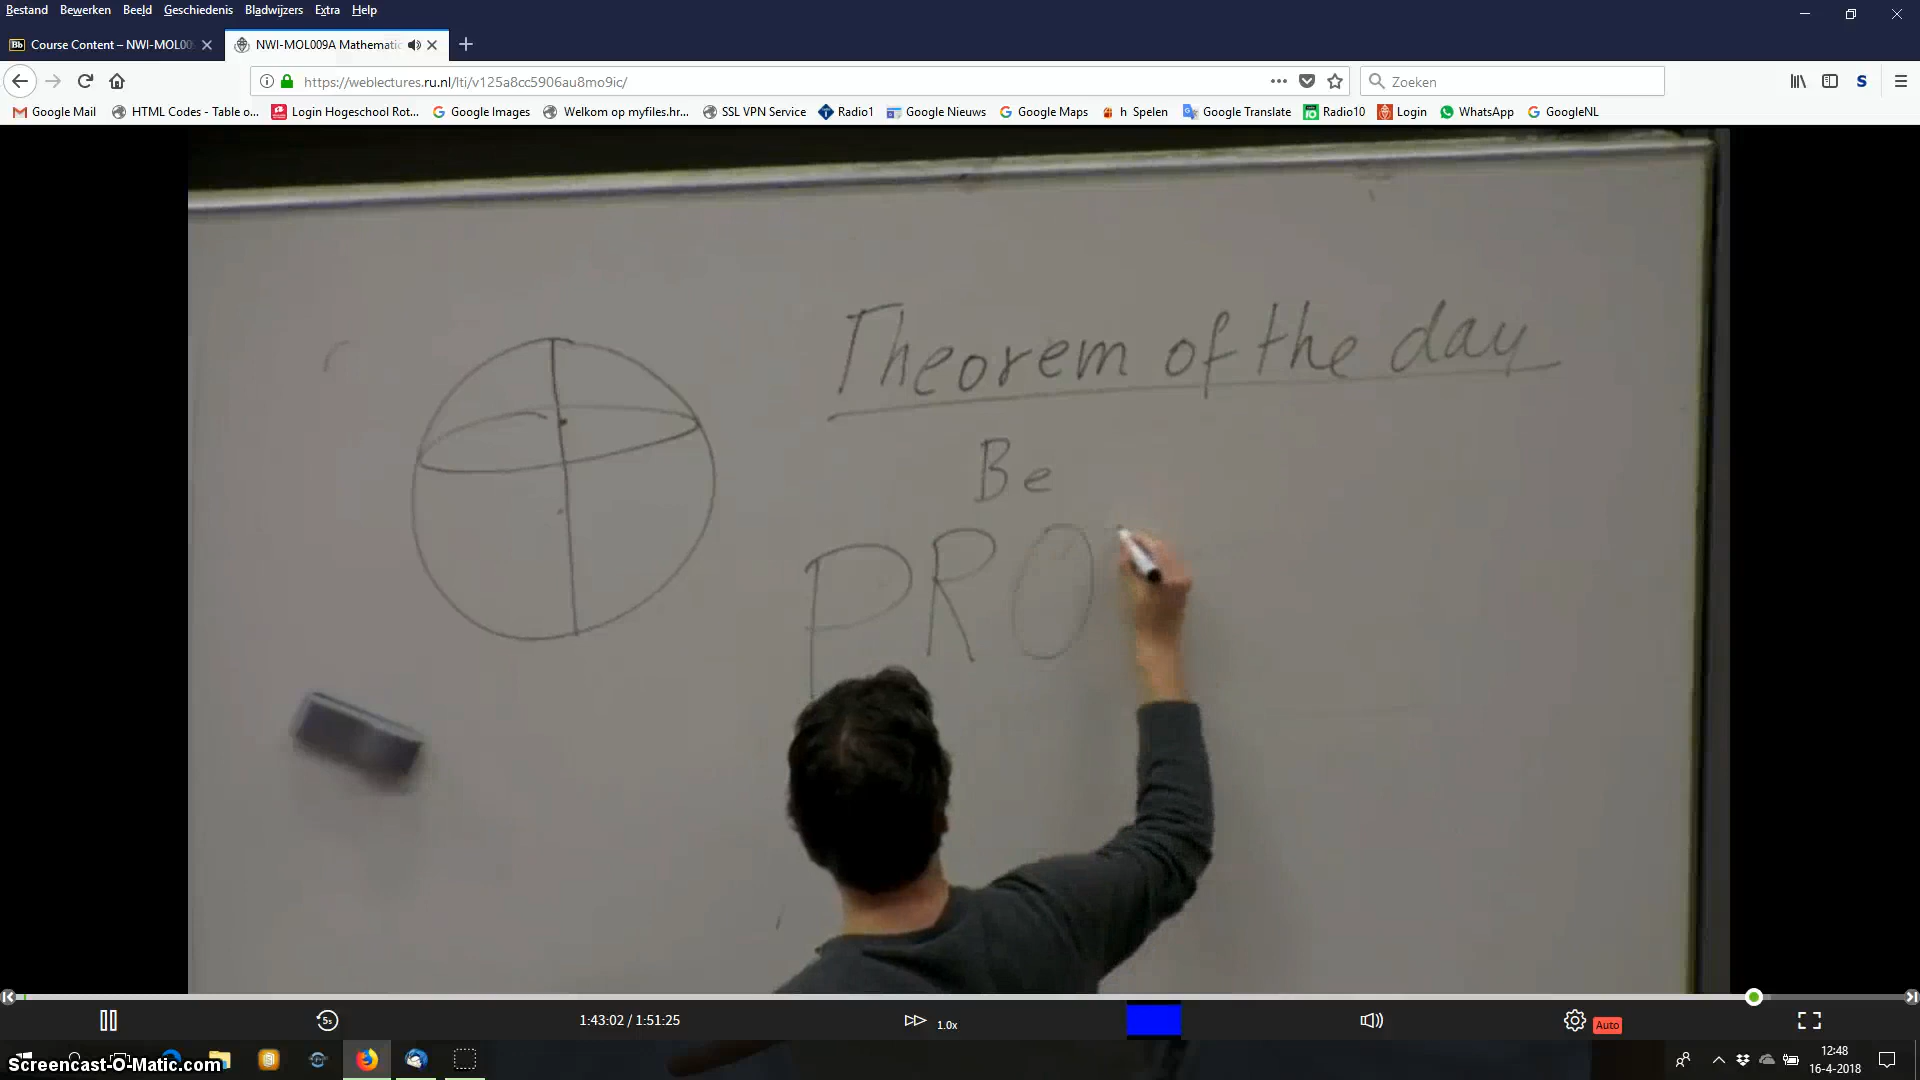 Bestand Bewerken Beeld Geschiedenis Bladwijzers Extra Help
Course Content – NWI-MOL00 NWI-MOL009A Mathematic
https://weblectures.ru.nl/lti/v125a8cc5906au8mo9ic/ Zoeken
Google Mail HTML Codes - Table o... Login Hogeschool Rot... Google Images Welkom op myfiles.hr... SSL VPN Service Radio1 Google Nieuws Google Maps h Spelen Google Translate Radio10 Login WhatsApp GoogleNL
Theorem of the day
Be
PRO
1:43:02 / 1:51:25 1.0x Auto
Screencast-O-Matic.com
12:48
16-4-2018